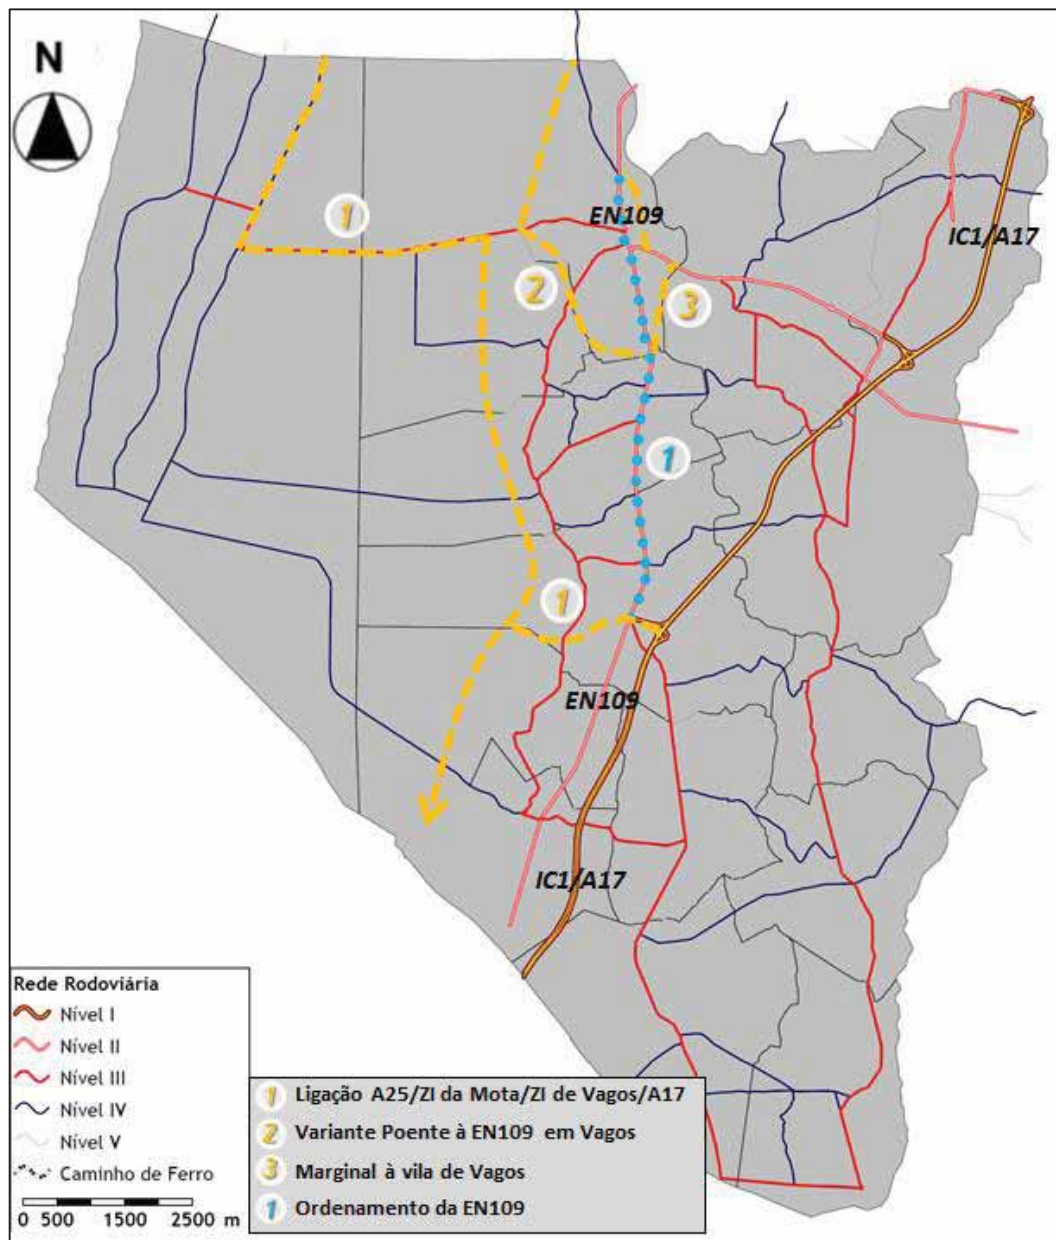 N
1
EN109
IC1/A17
2
3
1
1
EN109
IC1/A17
Rede Rodoviária
Nível I
Nível II
Nível III
Nível IV
Nível V
Caminho de Ferro
0 500 1500 2500 m
1 Ligação A25/ZI da Mota/ZI de Vagos/A17
2 Variante Poente à EN109 em Vagos
3 Marginal à vila de Vagos
1 Ordenamento da EN109